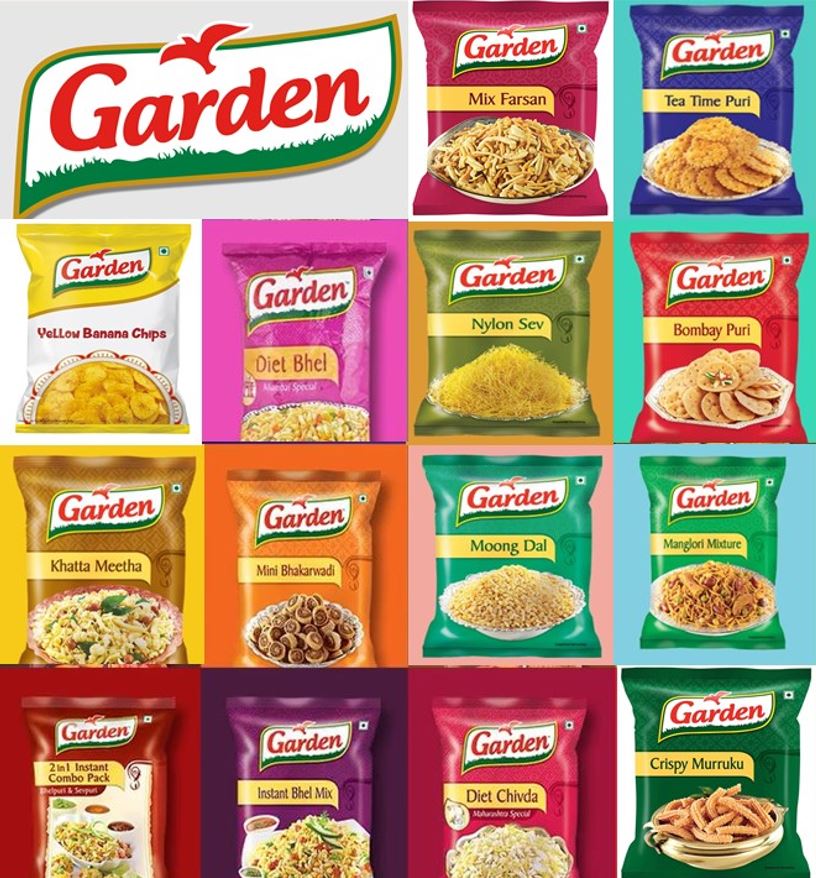 Garden
Garden
Mix Farsan
Garden
Tea Time Puri
Garden
Yellow Banana Chips
Garden
Diet Bhel
Mumbai Special
Garden
Nylon Sev
Garden
Bombay Puri
Garden
Khatta Meetha
Garden
Mini Bhakarwadi
Garden
Moong Dal
Garden
Manglori Mixture
Garden
2 in 1 Instant
Combo Pack
Bhelpuri & Sevpuri
Garden
Instant Bhel Mix
Garden
Diet Chivda
Maharashtra Special
Garden
Crispy Murruku